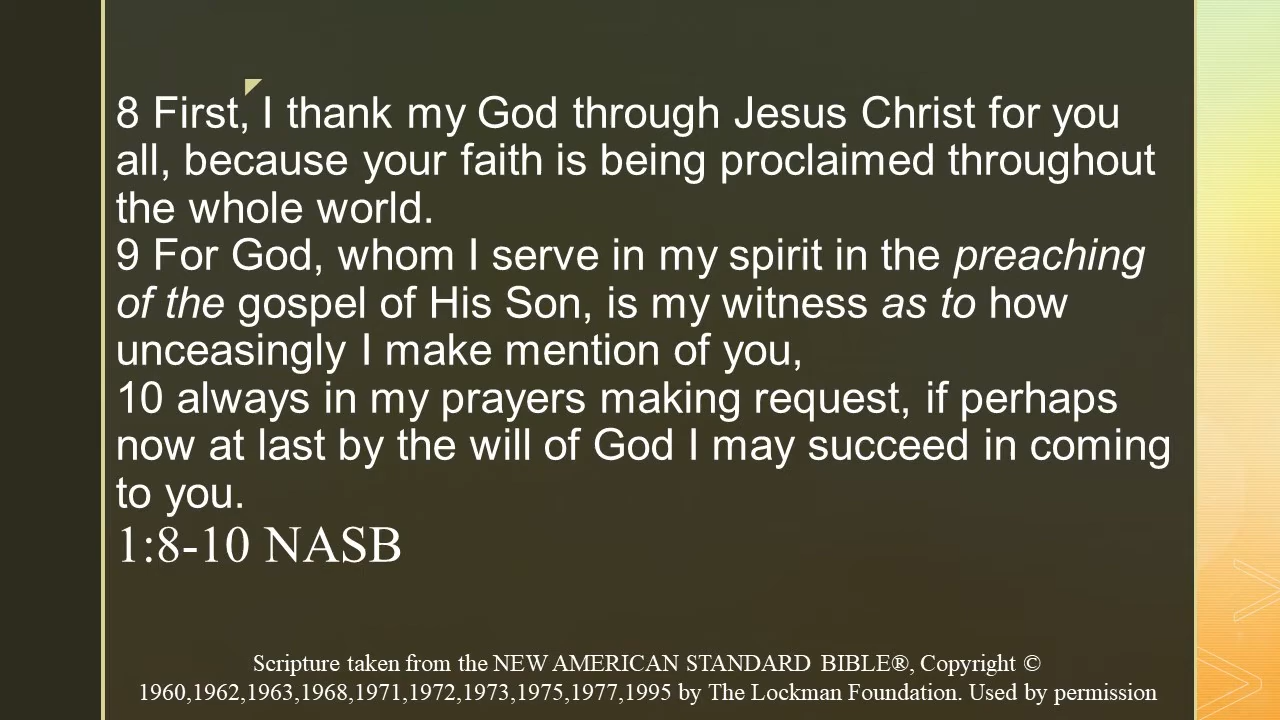 8 First, I thank my God through Jesus Christ for you
all, because your faith is being proclaimed throughout
the whole world.
9 For God, whom I serve in my spirit in the preaching
of the gospel of His Son, is my witness as to how
unceasingly I make mention of you,
10 always in my prayers making request, if perhaps
now at last by the will of God I may succeed in coming
to you.
1:8-10 NASB
Scripture taken from the NEW AMERICAN STANDARD BIBLE®, Copyright ©
1960,1962,1963,1968,1971,1972,1973,1975,1977,1995 by The Lockman Foundation. Used by permission